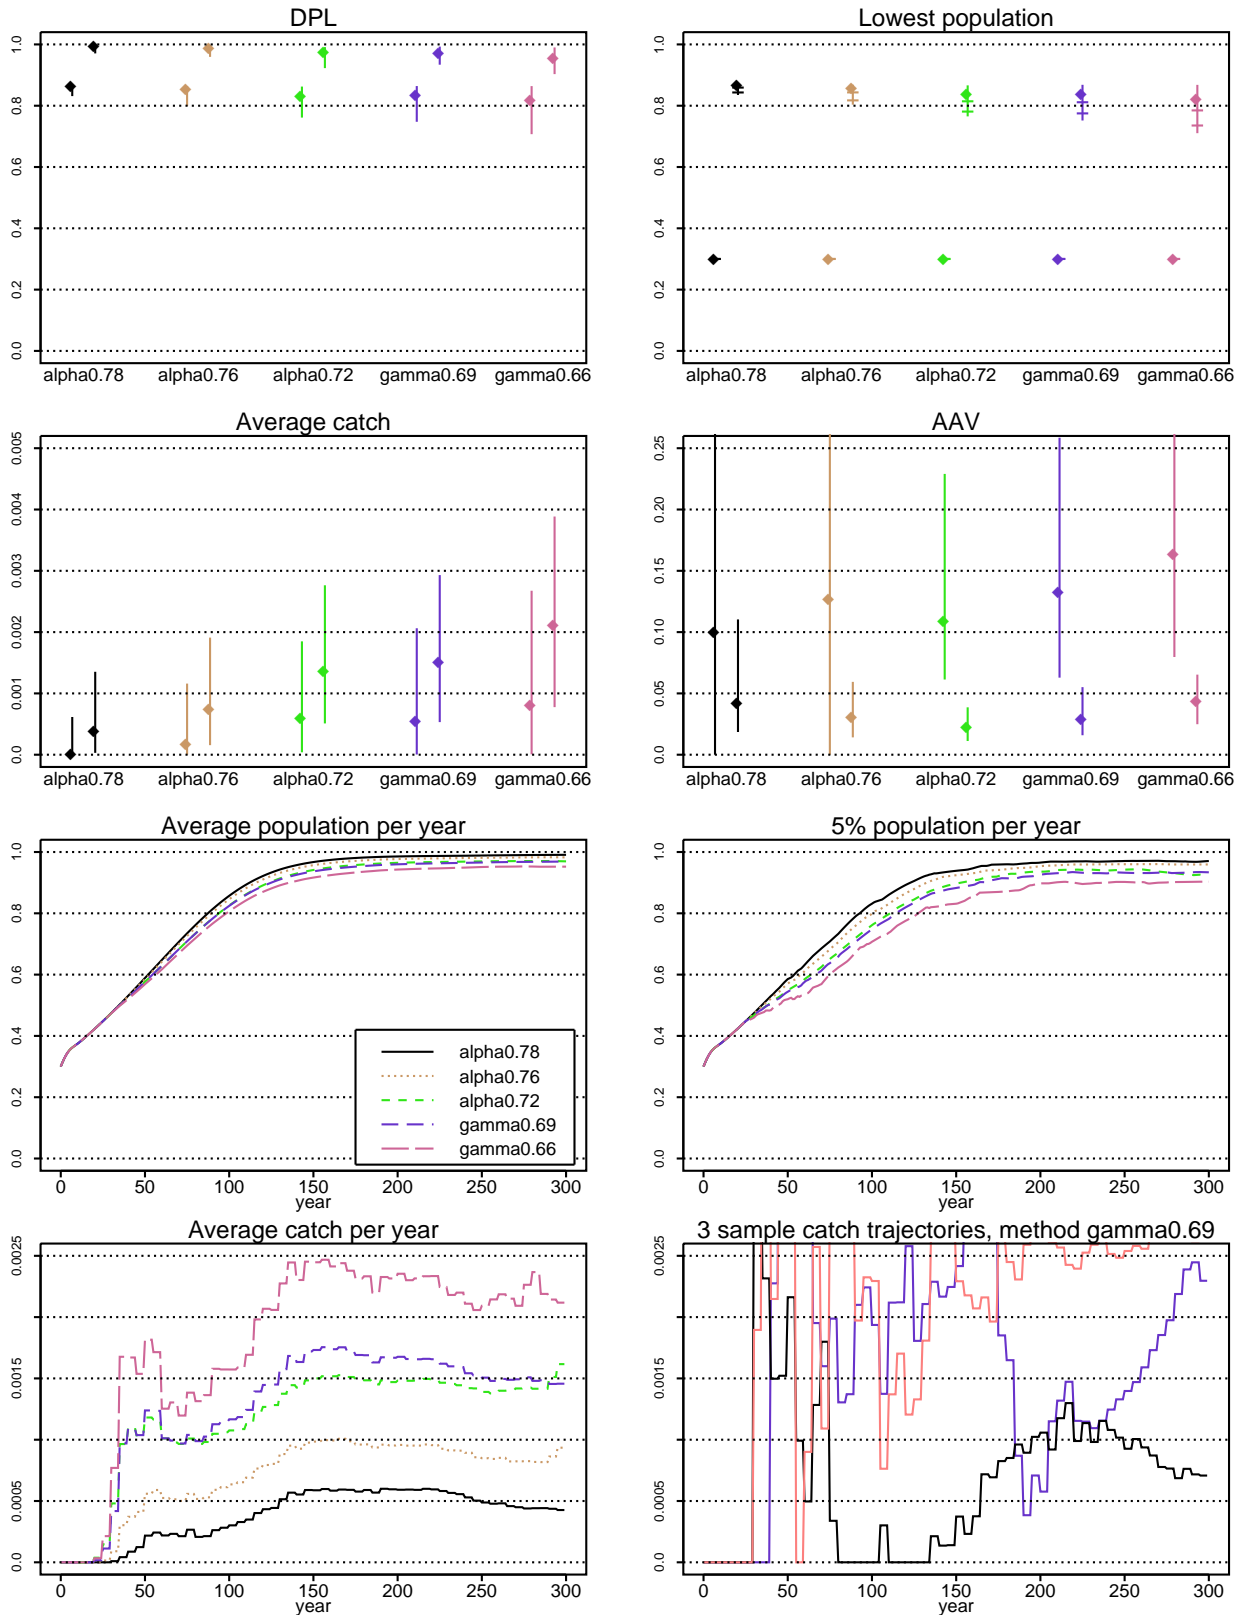 DPL
1.0
0.8
0.6
0.4
0.2
0.0
alpha0.78 alpha0.76 alpha0.72 gamma0.69 gamma0.66
Lowest population
1.0
0.8
0.6
0.4
0.2
0.0
alpha0.78 alpha0.76 alpha0.72 gamma0.69 gamma0.66
Average catch
0.005
0.004
0.003
0.002
0.001
0.0
alpha0.78 alpha0.76 alpha0.72 gamma0.69 gamma0.66
AAV
0.25
0.20
0.15
0.10
0.05
0.0
alpha0.78 alpha0.76 alpha0.72 gamma0.69 gamma0.66
Average population per year
1.0
0.8
0.6
0.4
0.2
0.0
alpha0.78
alpha0.76
alpha0.72
gamma0.69
gamma0.66
0 50 100 150 200 250 300
year
5% population per year
1.0
0.8
0.6
0.4
0.2
0.0
0 50 100 150 200 250 300
year
Average catch per year
0.0025
0.0015
0.0005
0.0
0 50 100 150 200 250 300
year
3 sample catch trajectories, method gamma0.69
0.0025
0.0015
0.0005
0.0
0 50 100 150 200 250 300
year